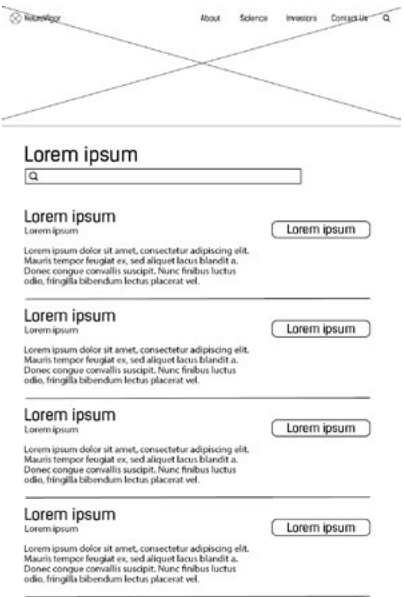 NeuroVigor
About Science Investors Contact Us
Lorem ipsum
Lorem ipsum
Lorem ipsum
Lorem ipsum
Lorem ipsum dolor sit amet, consectetur adipiscing elit.
Mauris tempor feugiat ex, sed aliquet lacus blandit a.
Donec congue convallis suscipit. Nunc finibus luctus
odio, fringilla bibendum lectus placerat vel.
Lorem ipsum
Lorem ipsum
Lorem ipsum
Lorem ipsum dolor sit amet, consectetur adipiscing elit.
Mauris tempor feugiat ex, sed aliquet lacus blandit a.
Donec congue convallis suscipit. Nunc finibus luctus
odio, fringilla bibendum lectus placerat vel.
Lorem ipsum
Lorem ipsum
Lorem ipsum
Lorem ipsum dolor sit amet, consectetur adipiscing elit.
Mauris tempor feugiat ex, sed aliquet lacus blandit a.
Donec congue convallis suscipit. Nunc finibus luctus
odio, fringilla bibendum lectus placerat vel.
Lorem ipsum
Lorem ipsum
Lorem ipsum
Lorem ipsum dolor sit amet, consectetur adipiscing elit.
Mauris tempor feugiat ex, sed aliquet lacus blandit a.
Donec congue convallis suscipit. Nunc finibus luctus
odio, fringilla bibendum lectus placerat vel.